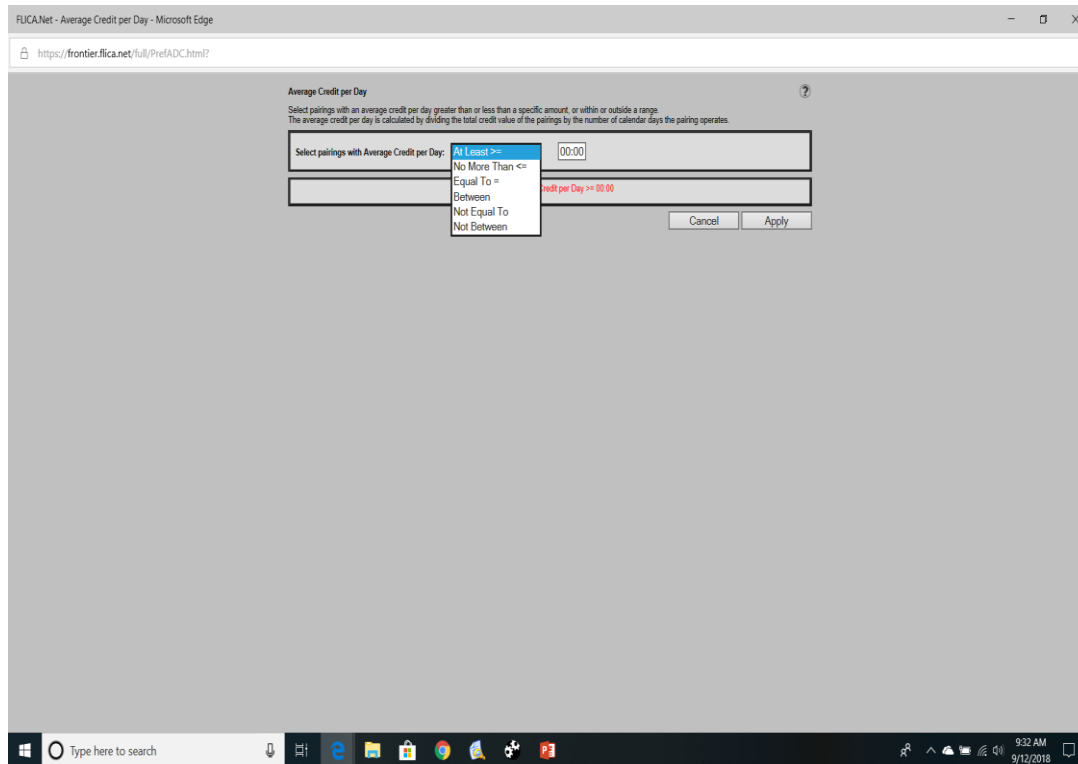 FLICA.Net - Average Credit per Day - Microsoft Edge
https://frontier.flica.net/full/PrefADC.html?
Average Credit per Day
?
Select pairings with an average credit per day greater than or less than a specific amount, or within or outside a range.
The average credit per day is calculated by dividing the total credit value of the pairings by the number of calendar days the pairing operates.
Select pairings with Average Credit per Day: At Least >= 00:00
No More Than <=
Equal To =
Credit per Day >= 00:00
Between
Not Equal To
Not Between
Cancel Apply
Type here to search
9:32 AM
9/12/2018